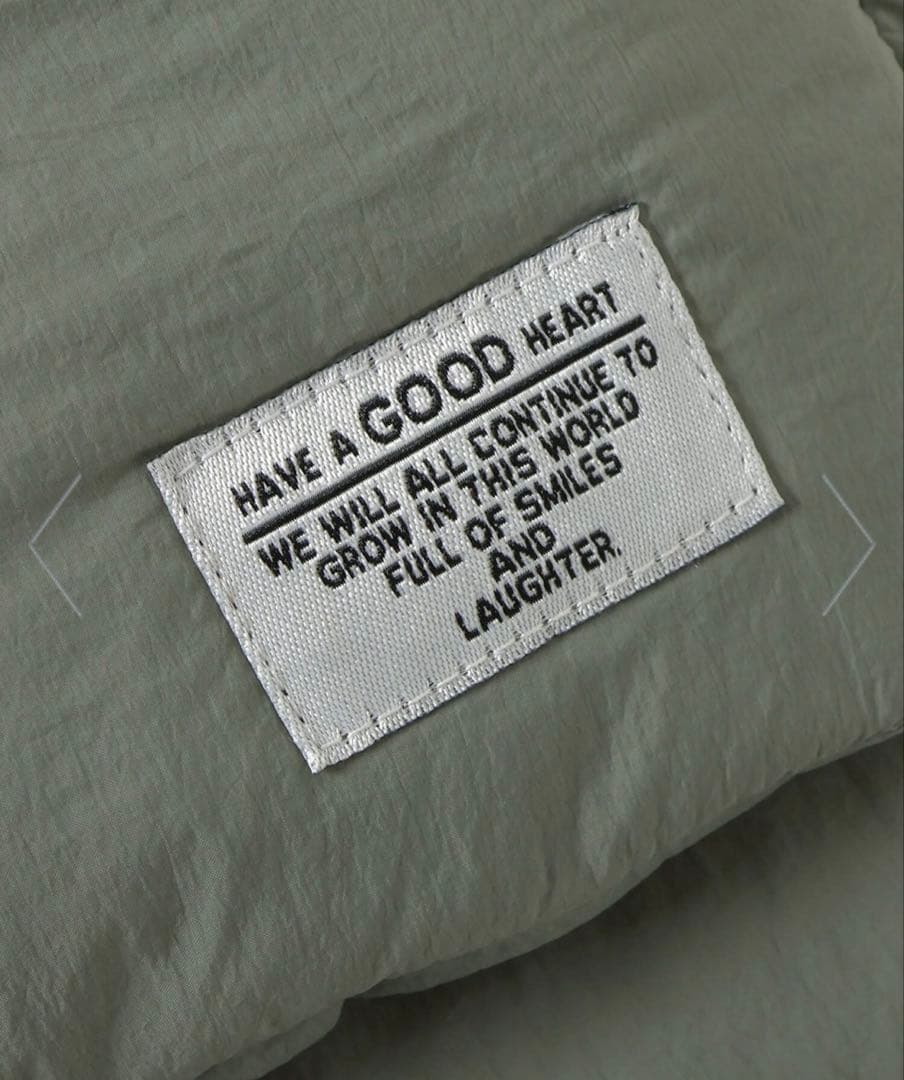 HAVE A GOOD HEART
WE WILL ALL CONTINUE TO
GROW IN THIS WORLD
FULL OF SMILES
AND
LAUGHTER.